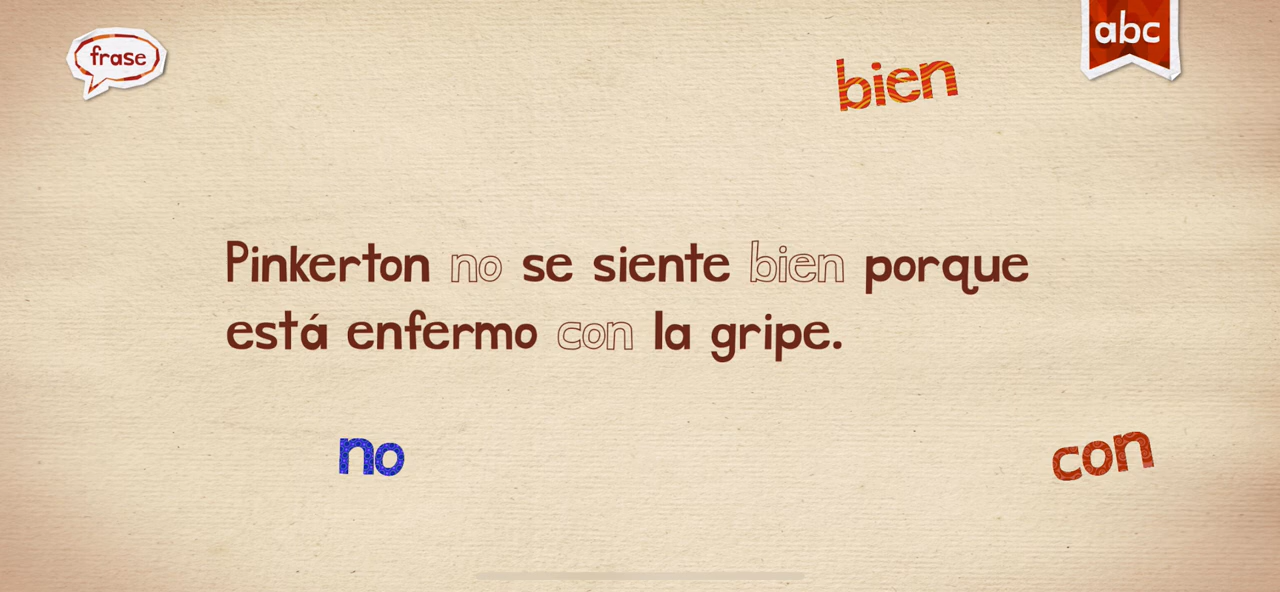 frase
abc
bien
Pinkerton no se siente bien porque
está enfermo con la gripe.
no
con